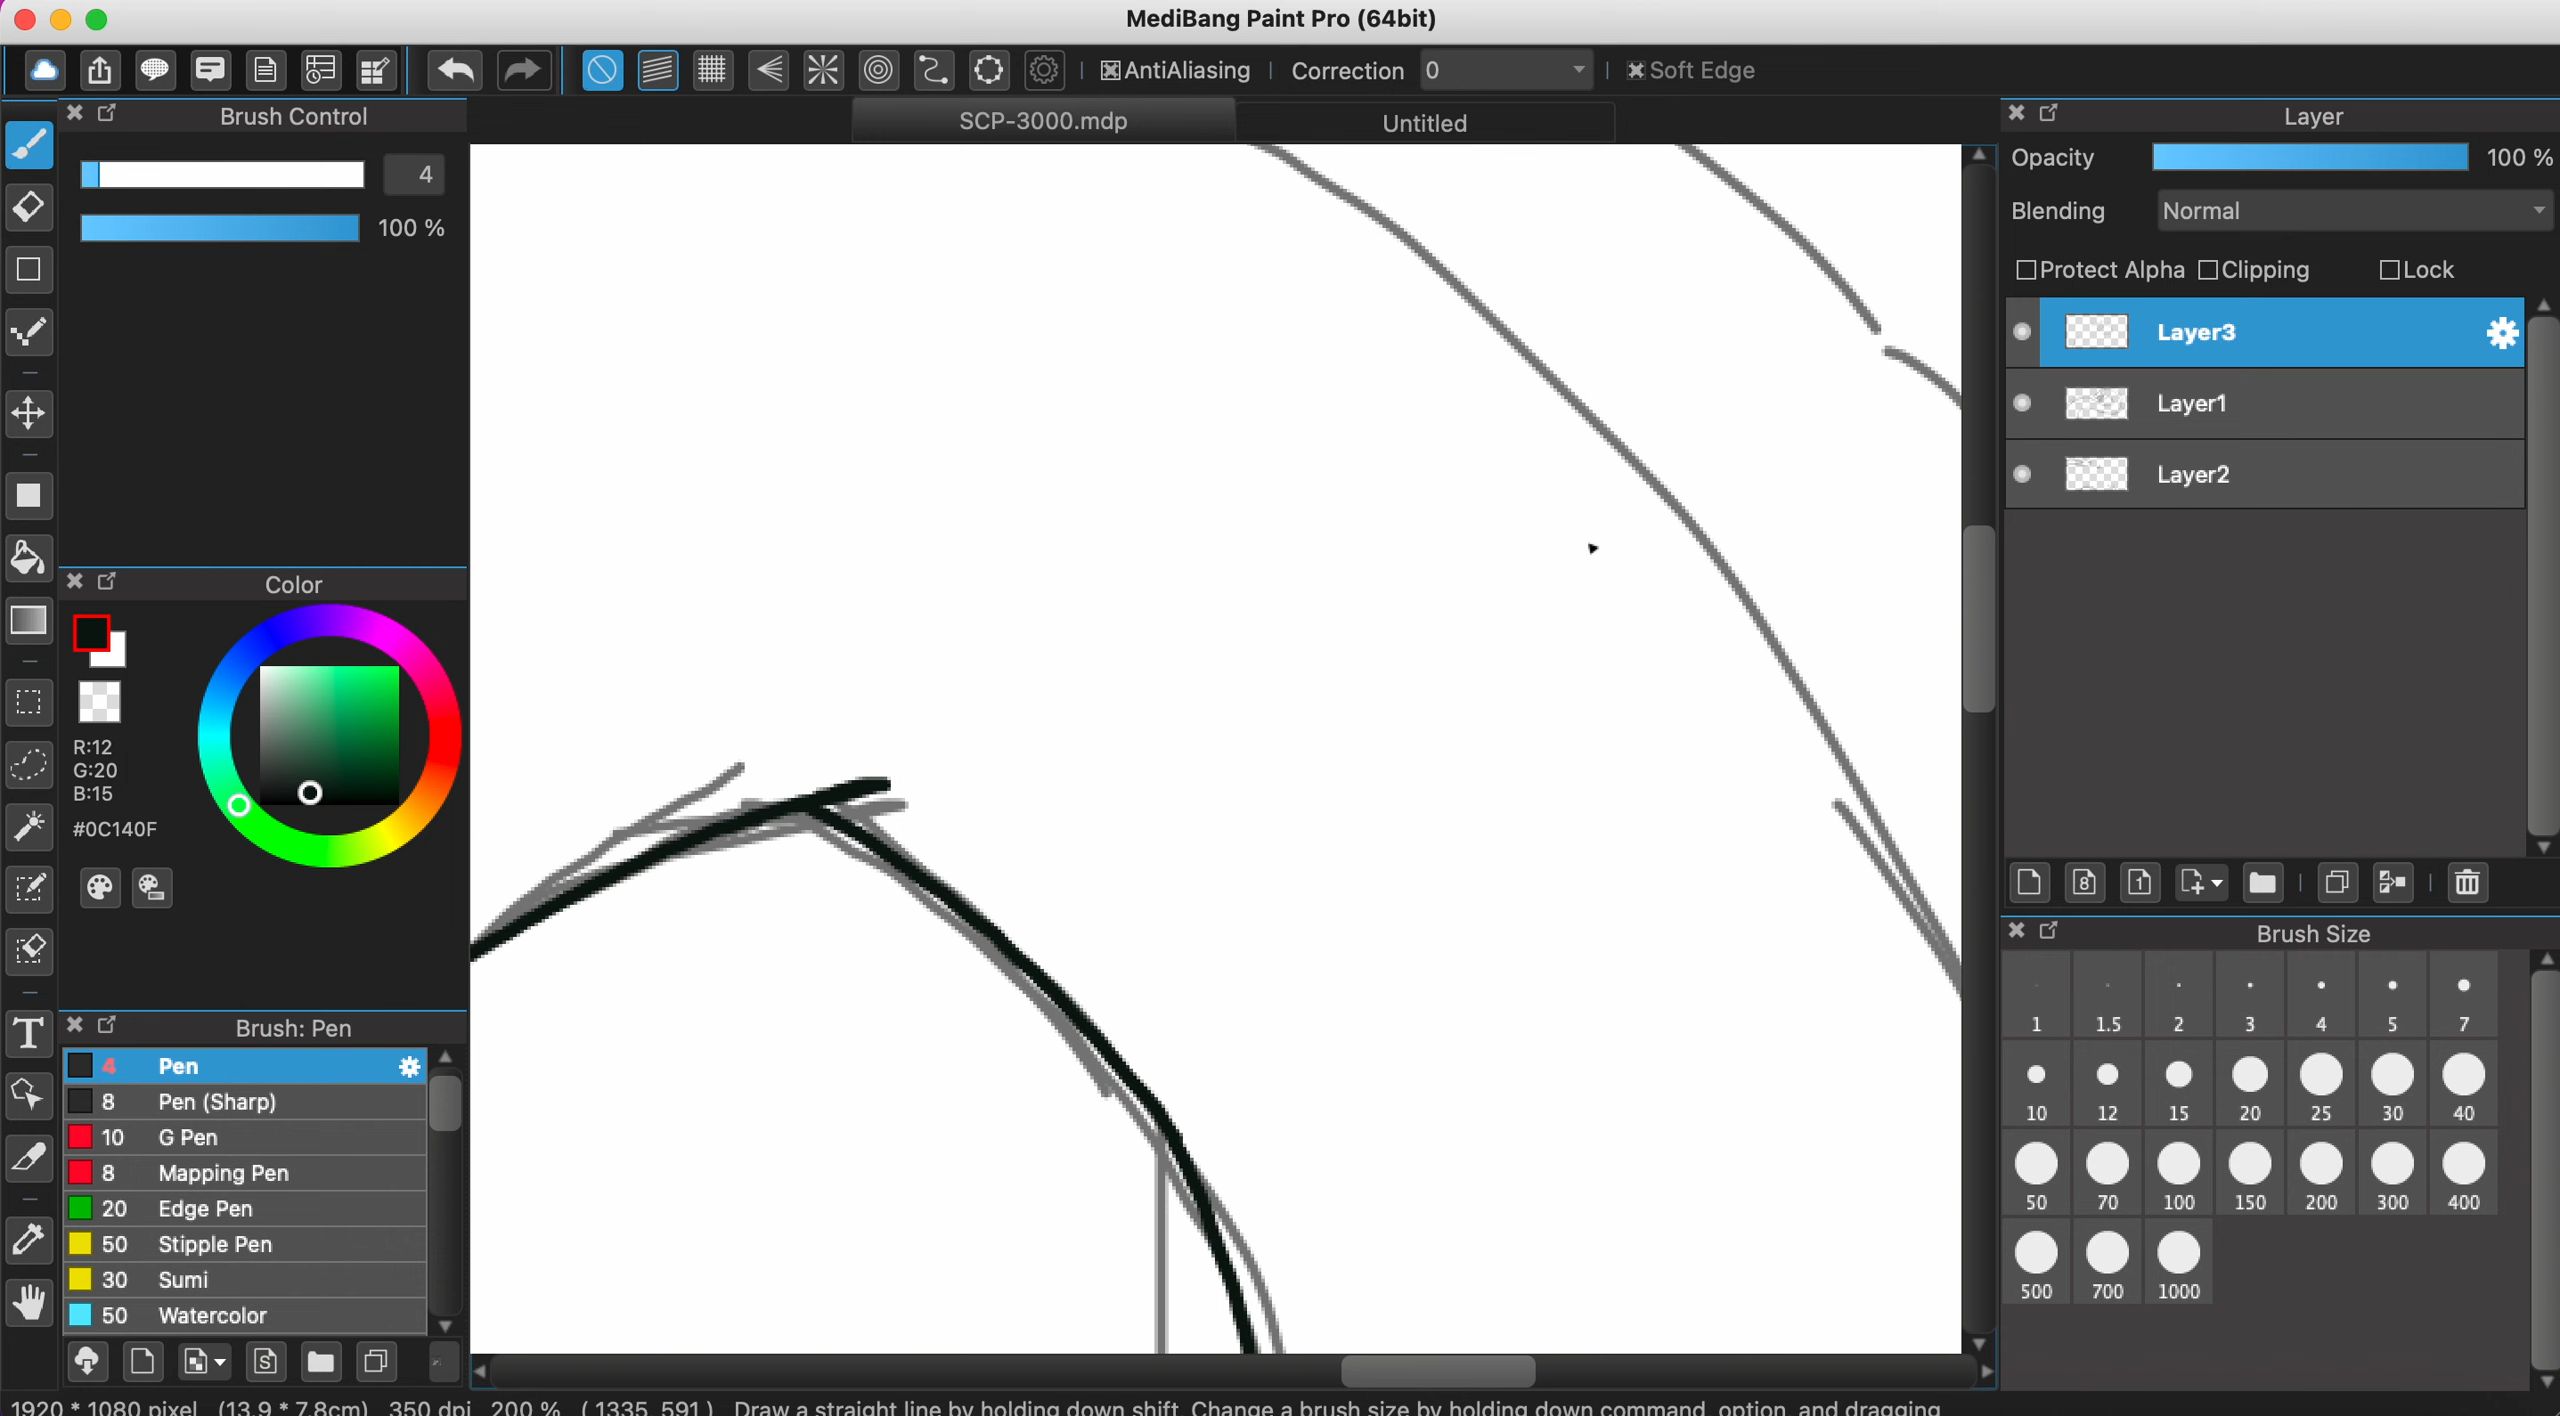 MediBang Paint Pro (64bit)
AntiAliasing
Correction 0
Soft Edge
Brush Control
SCP-3000.mdp
Untitled
Layer
4
100 %
Opacity 100 %
Blending Normal
Protect Alpha Clipping Lock
Layer3
Layer1
Layer2
Color
R:12
G:20
B:15
#0C140F
8 1
Brush Size
1 1.5 2 3 4 5 7
10 12 15 20 25 30 40
50 70 100 150 200 300 400
500 700 1000
Brush: Pen
4 Pen
8 Pen (Sharp)
10 G Pen
8 Mapping Pen
20 Edge Pen
50 Stipple Pen
30 Sumi
50 Watercolor
T
S
1920 * 1080 pixel (13.9 * 7.8cm) 350 dpi 200 % ( 1335, 591 ) Draw a straight line by holding down shift, Change a brush size by holding down command, option, and dragging